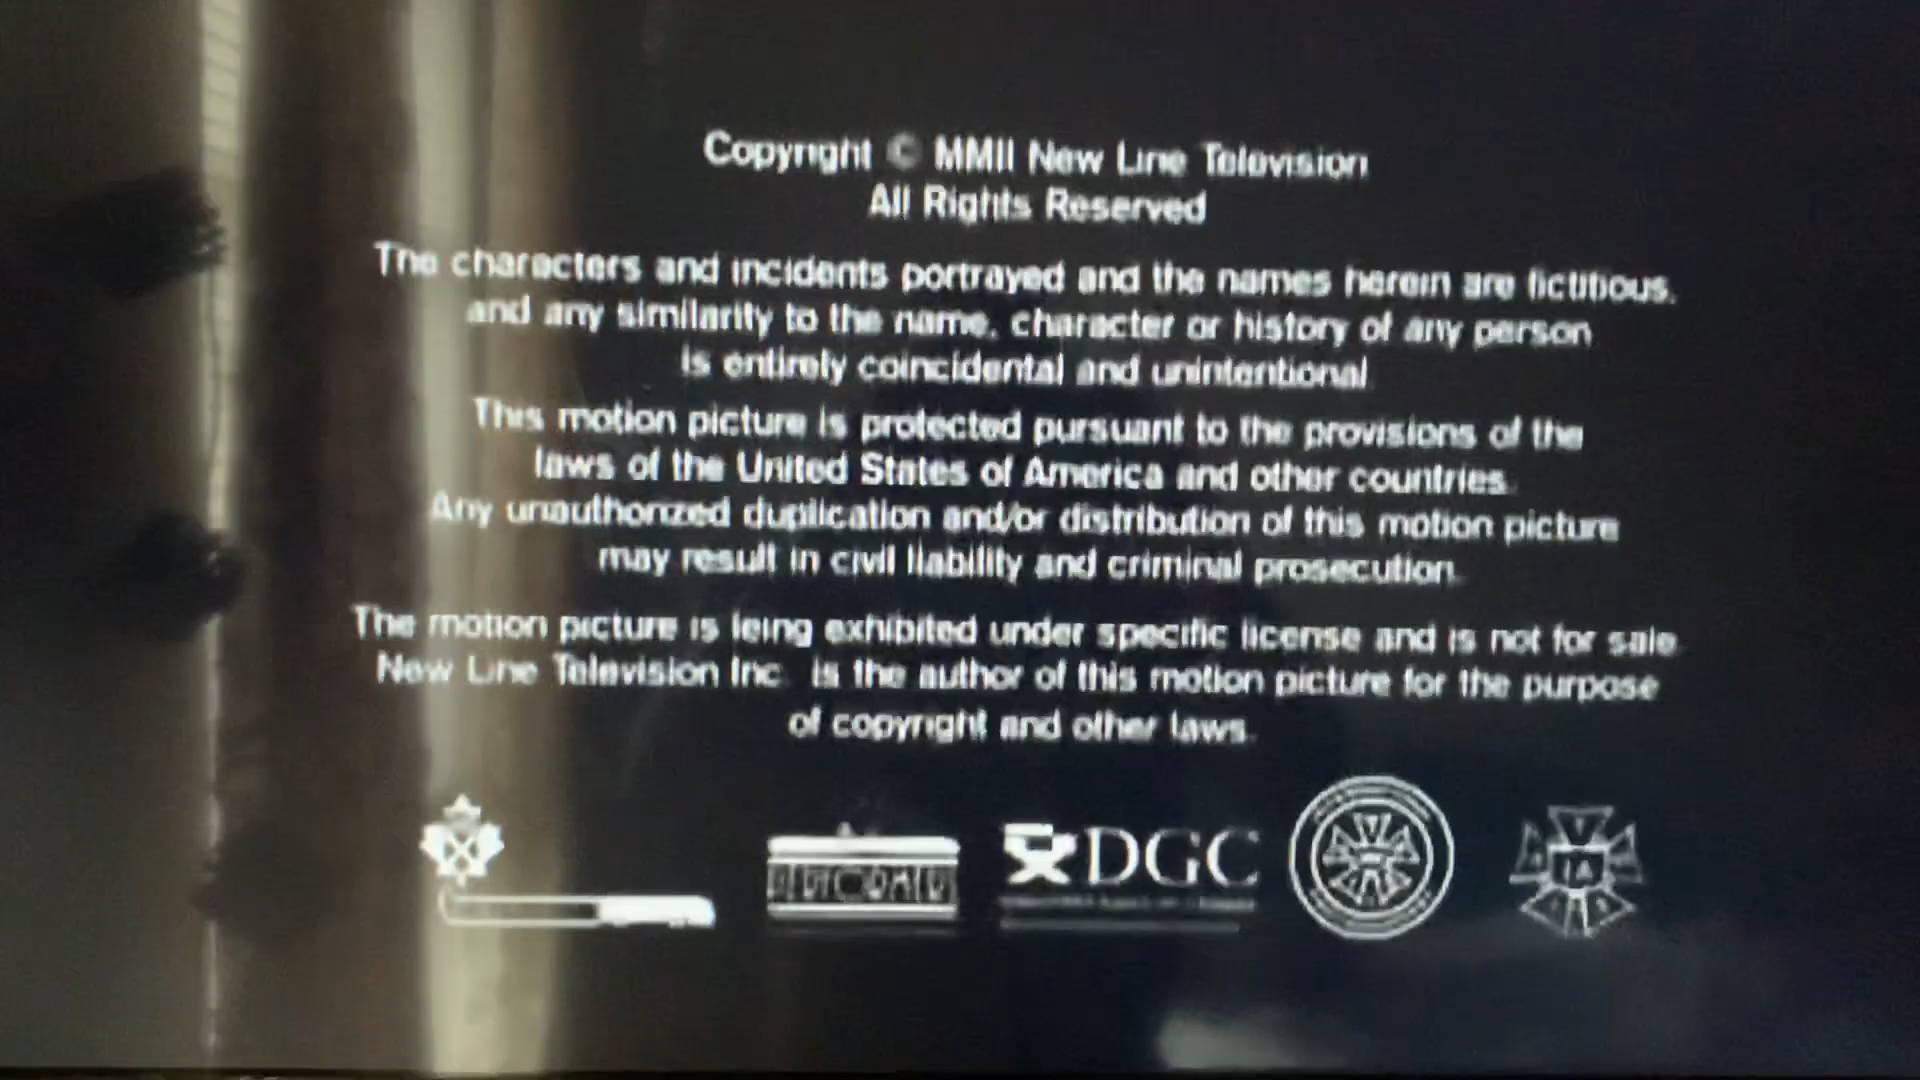 Copyright © MMII New Line Television
All Rights Reserved
The characters and incidents portrayed and the names herein are fictitious,
and any similarity to the name, character or history of any person
is entirely coincidental and unintentional.
This motion picture is protected pursuant to the provisions of the
laws of the United States of America and other countries.
Any unauthorized duplication and/or distribution of this motion picture
may result in civil liability and criminal prosecution.
The motion picture is being exhibited under specific license and is not for sale.
New Line Television Inc. is the author of this motion picture for the purpose
of copyright and other laws.
DGC